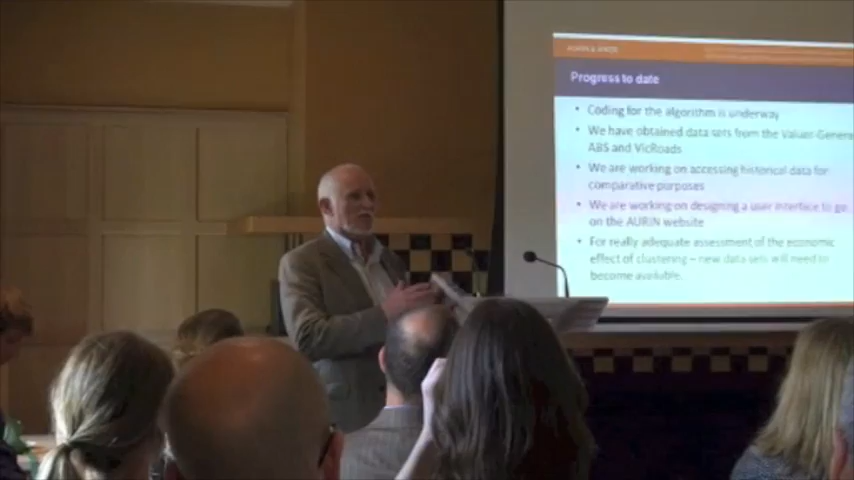 Progress to date
• Coding for the algorithm is underway
• We have obtained data sets from the Valuer-Genera
ABS and VicRoads
• We are working on accessing historical data for
comparative purposes
• We are working on designing a user interface to go
on the AURIN website
• For really adequate assessment of the economic
effect of clustering – new data sets will need to
become available.